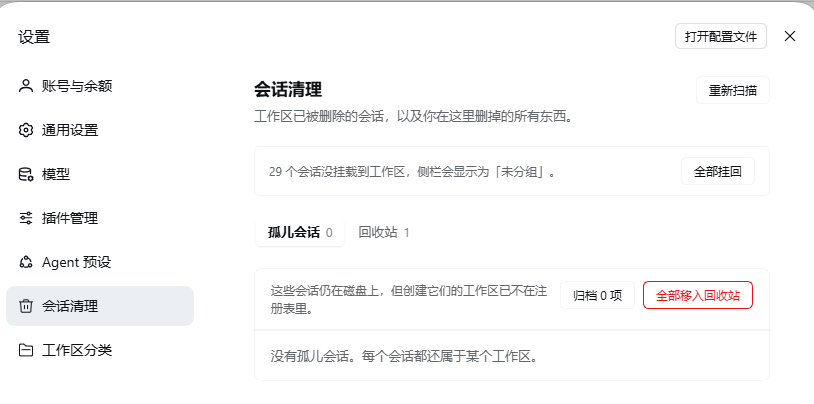 设置
打开配置文件
账号与余额
通用设置
模型
插件管理
Agent 预设
会话清理
工作区分类
会话清理
重新扫描
工作区已被删除的会话，以及你在这里删掉的所有东西。
29 个会话没挂载到工作区，侧栏会显示为「未分组」。
全部挂回
孤儿会话 0
回收站 1
这些会话仍在磁盘上，但创建它们的工作区已不在注
册表里。
归档 0 项
全部移入回收站
没有孤儿会话。每个会话都还属于某个工作区。